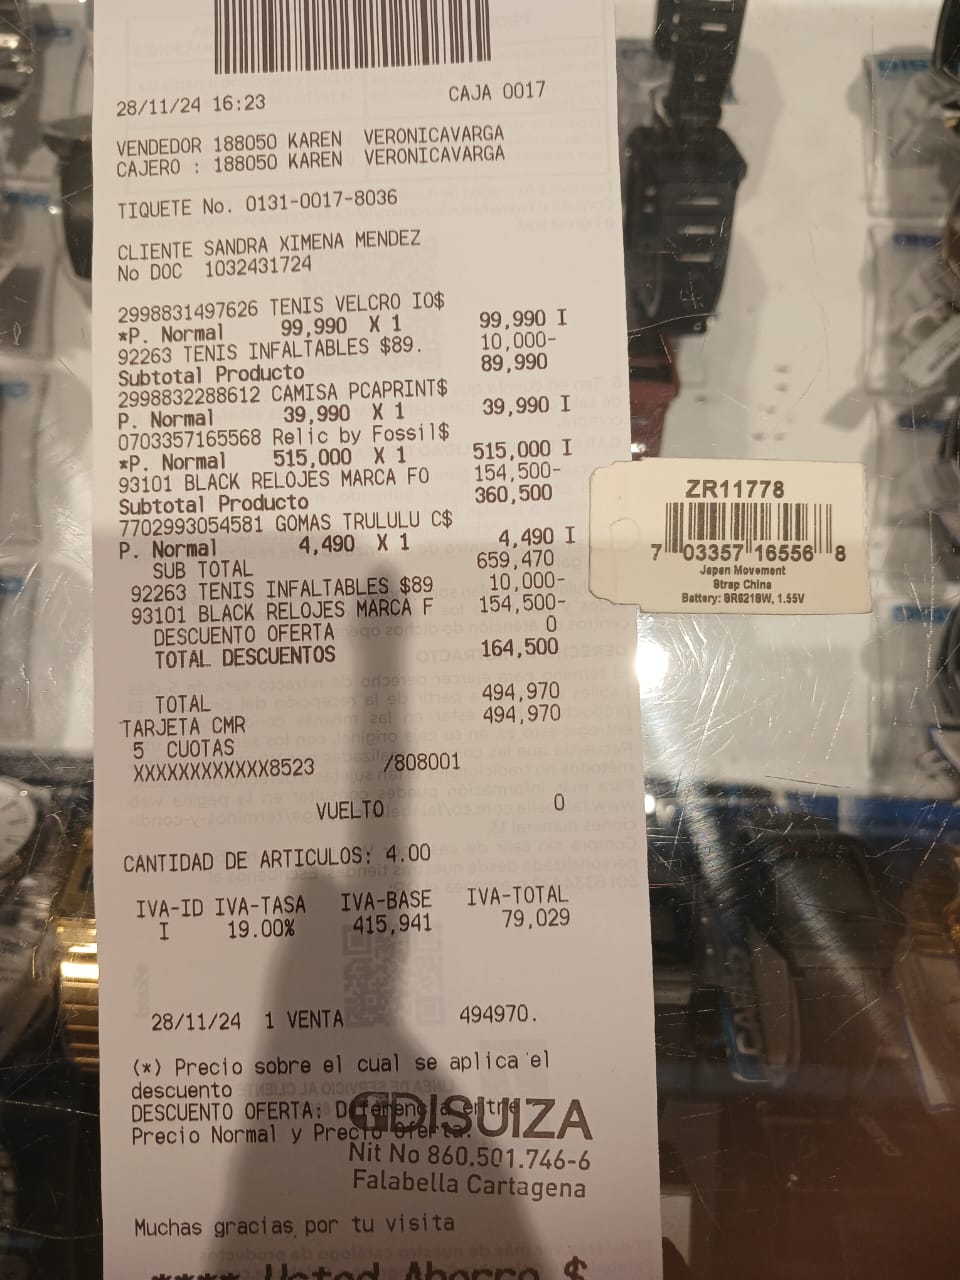 28/11/24 16:23 CAJA 0017
VENDEDOR 188050 KAREN VERONICAVARGA
CAJERO : 188050 KAREN VERONICAVARGA
TIQUETE No. 0131-0017-8036
CLIENTE SANDRA XIMENA MENDEZ
No DOC 1032431724
2998831497626 TENIS VELCRO IO$
*P. Normal 99,990 X 1 99,990 I
92263 TENIS INFALTABLES $89. 10,000-
Subtotal Producto 89,990
2998832288612 CAMISA PCAPRINT$
P. Normal 39,990 X 1 39,990 I
0703357165568 Relic by Fossil$
*P. Normal 515,000 X 1 515,000 I
93101 BLACK RELOJES MARCA FO 154,500-
Subtotal Producto 360,500
7702993054581 GOMAS TRULULU C$
P. Normal 4,490 X 1 4,490 I
SUB TOTAL 659,470
92263 TENIS INFALTABLES $89 10,000-
93101 BLACK RELOJES MARCA F 154,500-
DESCUENTO OFERTA 0
TOTAL DESCUENTOS 164,500
TOTAL 494,970
TARJETA CMR 494,970
5 CUOTAS
XXXXXXXXXXXX8523 /808001
VUELTO 0
CANTIDAD DE ARTICULOS: 4.00
IVA-ID IVA-TASA IVA-BASE IVA-TOTAL
I 19.00% 415,941 79,029
28/11/24 1 VENTA 494970.
(*) Precio sobre el cual se aplica el
descuento
DESCUENTO OFERTA: Diferencia entre
Precio Normal y Precio Oferta.
DISUIZA
Nit No 860.501.746-6
Falabella Cartagena
Muchas gracias por tu visita
**** Usted Ahorro $
ZR11778
7 03357 16556 8
Japan Movement
Strap China
Battery: SR621SW, 1.55V